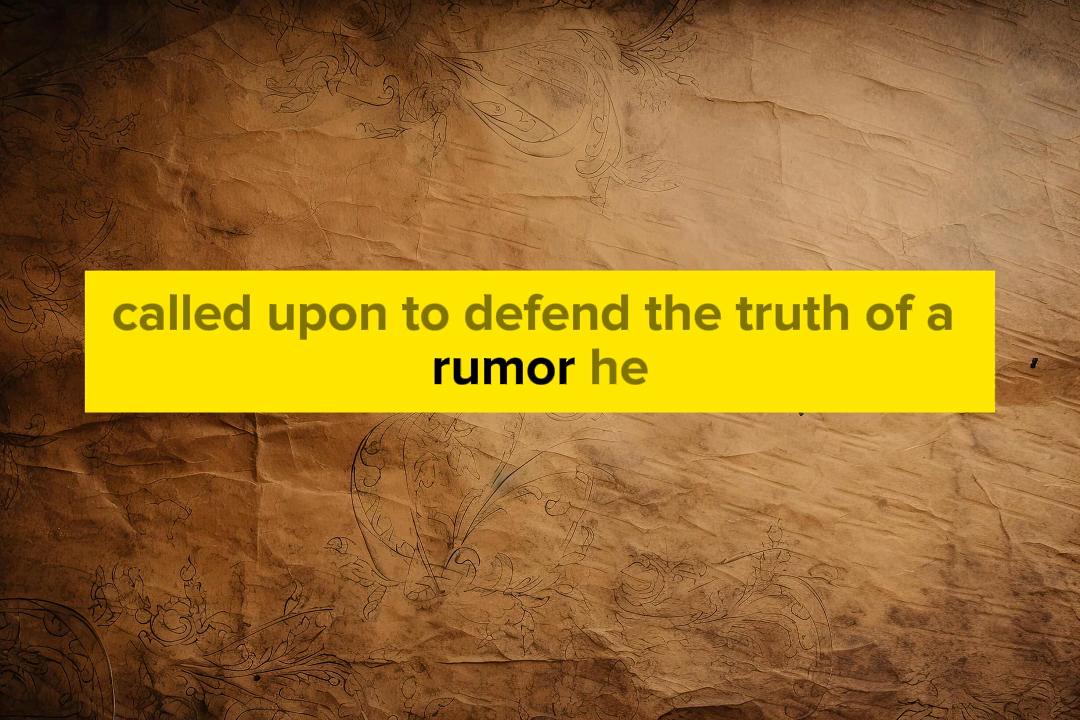 called upon to defend the truth of a
rumor he